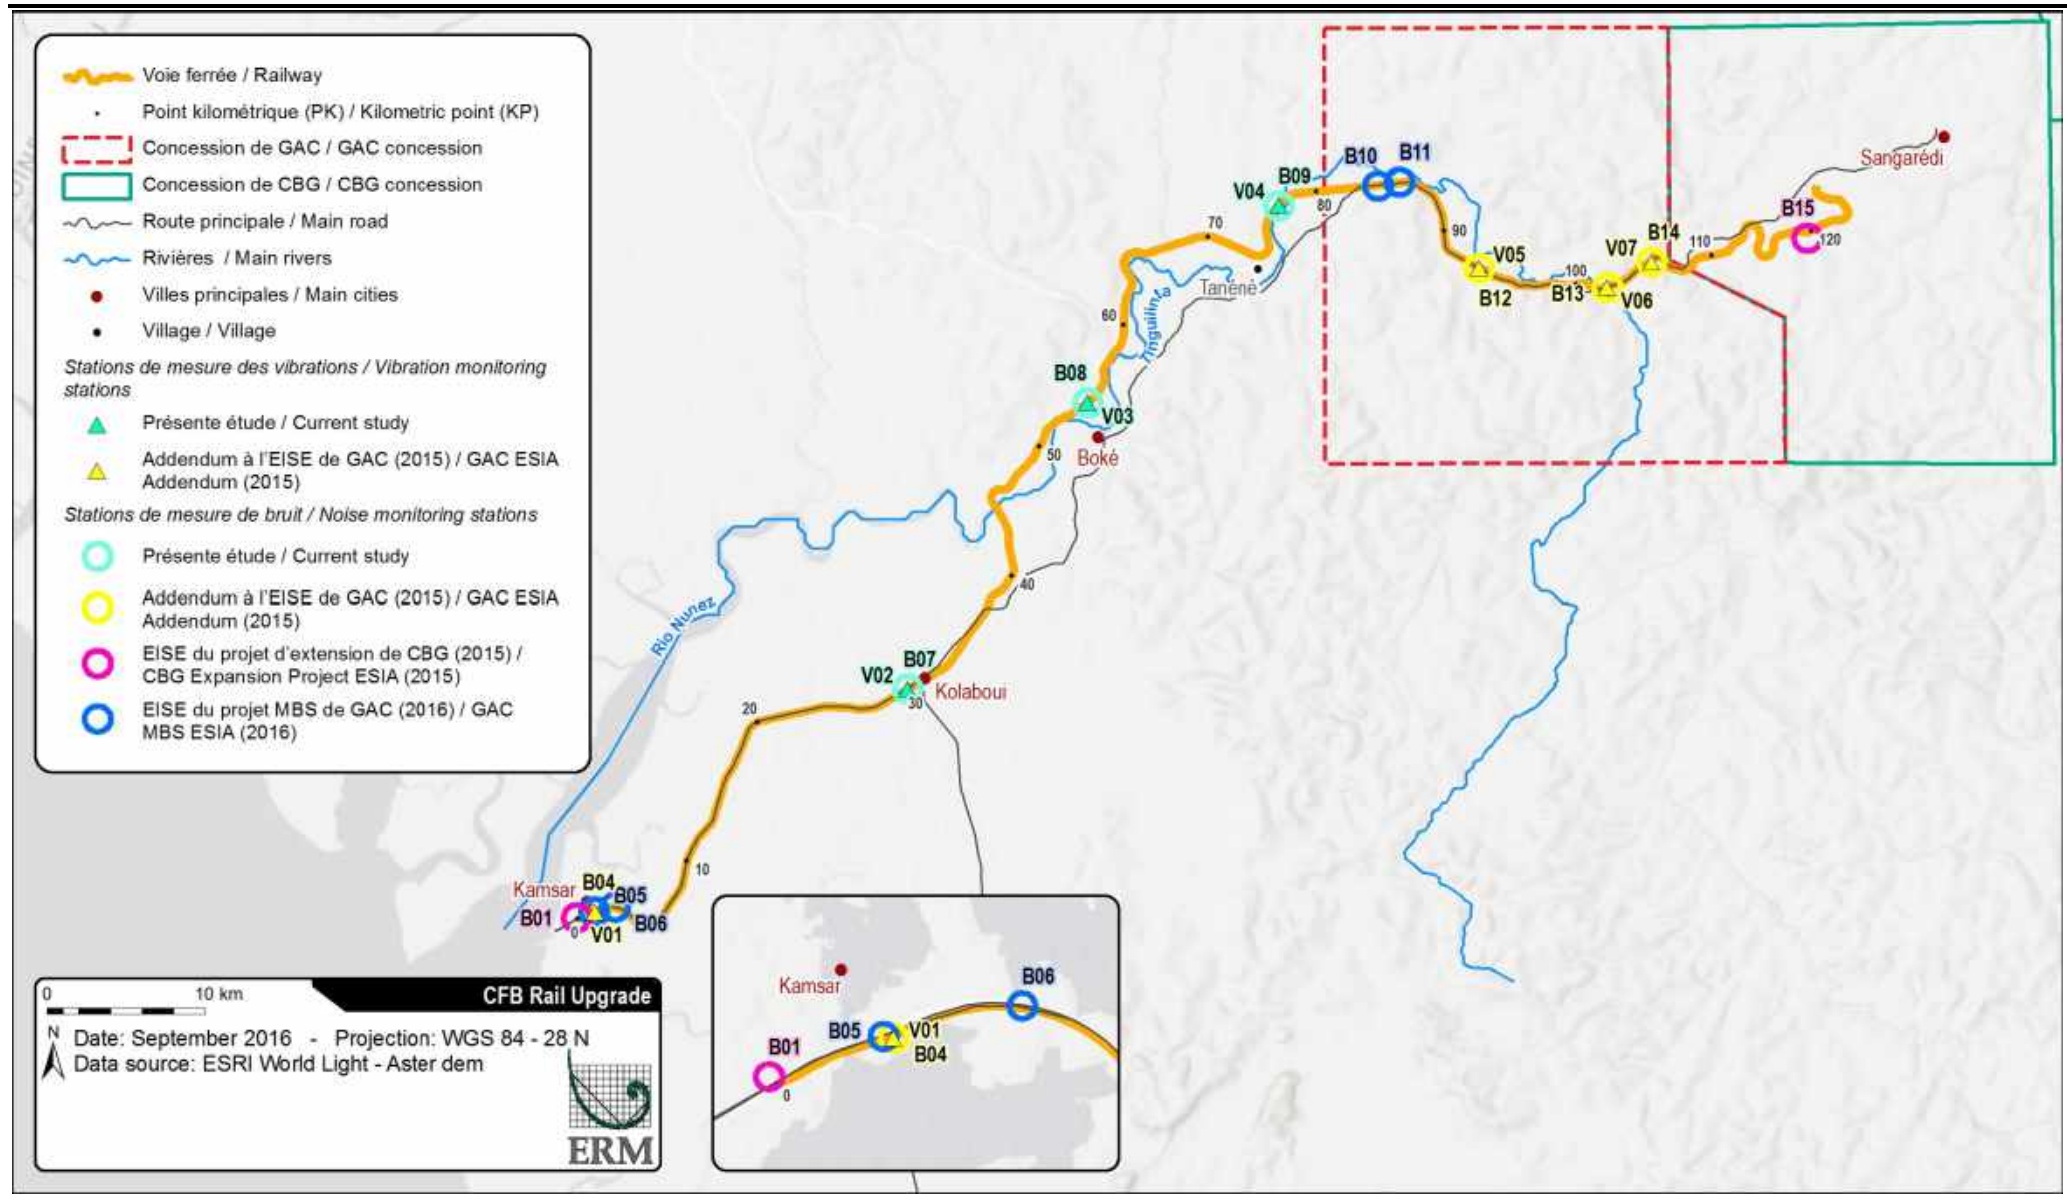 Voie ferrée / Railway
Point kilométrique (PK) / Kilometric point (KP)
Concession de GAC / GAC concession
Concession de CBG / CBG concession
Route principale / Main road
Rivières / Main rivers
Villes principales / Main cities
Village / Village
Stations de mesure des vibrations / Vibration monitoring
stations
Présente étude / Current study
Addendum à l'EISE de GAC (2015) / GAC ESIA
Addendum (2015)
Stations de mesure de bruit / Noise monitoring stations
Présente étude / Current study
Addendum à l'EISE de GAC (2015) / GAC ESIA
Addendum (2015)
EISE du projet d'extension de CBG (2015) /
CBG Expansion Project ESIA (2015)
EISE du projet MBS de GAC (2016) / GAC
MBS ESIA (2016)
Sangarédi
B10
B11
B09
V04
80
B15
120
B14
V07
110
70
90
V05
B12
100
B13
V06
Tanéné
60
B08
V03
50
Boké
40
Rio Nunez
B07
V02
Kolaboui
30
20
10
Kamsar
B04
B05
B01
0
V01
B06
Kamsar
B06
B05
V01
B04
B01
0
0 10 km
CFB Rail Upgrade
N
Date: September 2016 - Projection: WGS 84 - 28 N
Data source: ESRI World Light - Aster dem
ERM